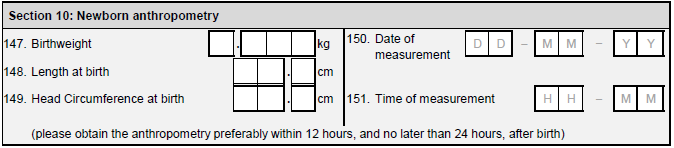 Section 10: Newborn anthropometry
147. Birthweight . kg
150. Date of measurement D D – M M – Y Y
148. Length at birth . cm
149. Head Circumference at birth . cm
151. Time of measurement H H – M M
(please obtain the anthropometry preferably within 12 hours, and no later than 24 hours, after birth)